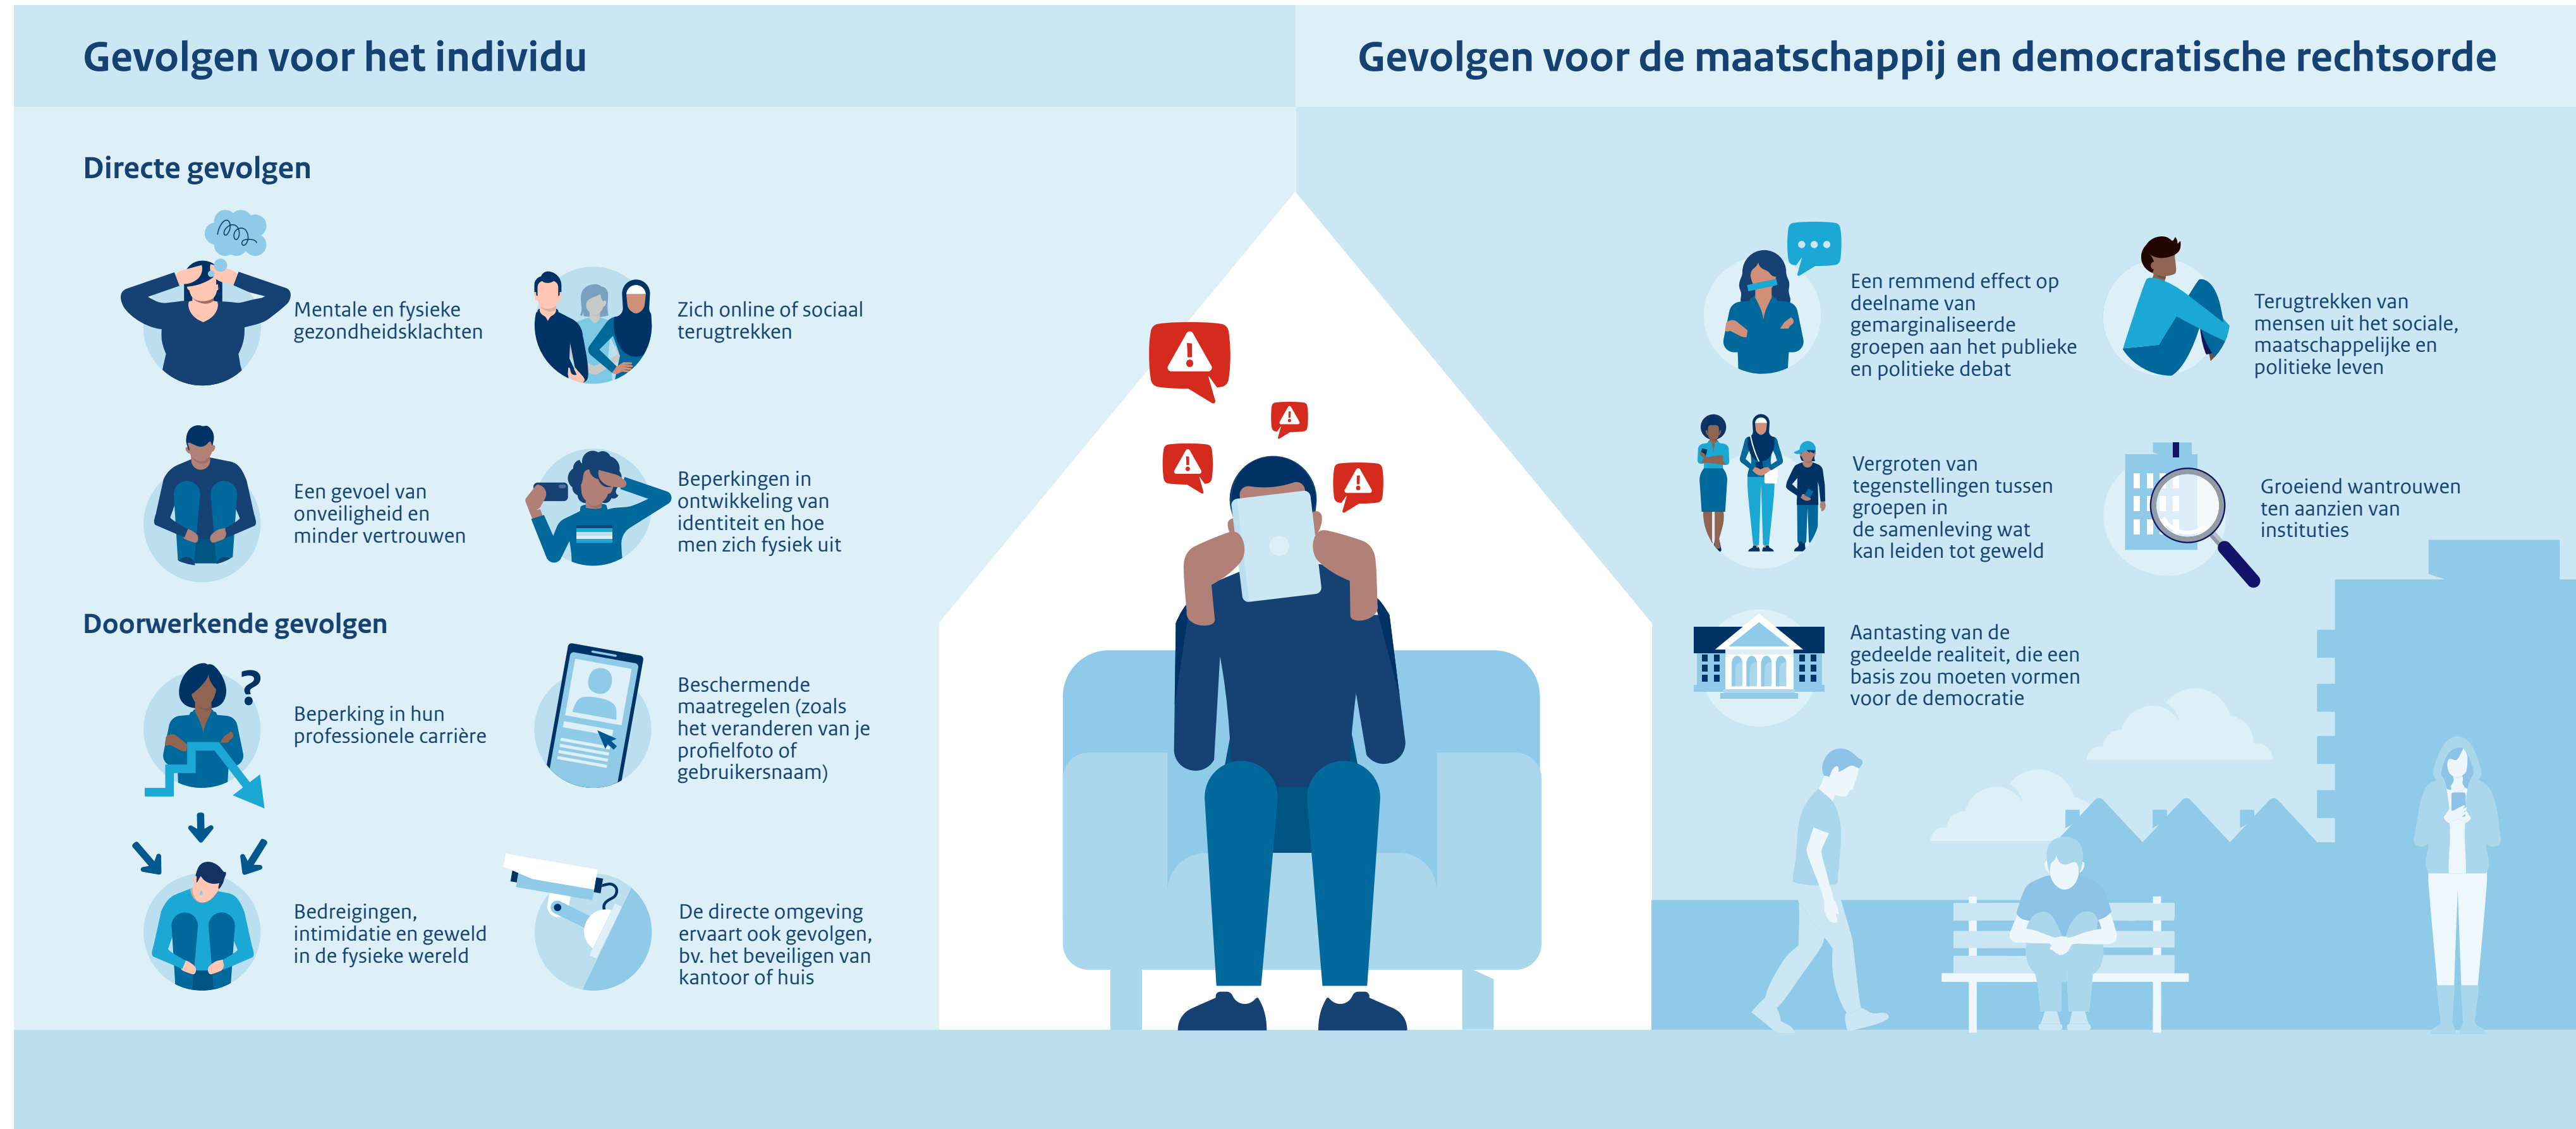 Gevolgen voor het individu
Directe gevolgen
Mentale en fysieke
gezondheidsklachten
Zich online of sociaal
terugtrekken
Een gevoel van
onveiligheid en
minder vertrouwen
Beperkingen in
ontwikkeling van
identiteit en hoe
men zich fysiek uit
Doorwerkende gevolgen
?
Beperking in hun
professionele carrière
Beschermende
maatregelen (zoals
het veranderen van je
profielfoto of
gebruikersnaam)
Bedreigingen,
intimidatie en geweld
in de fysieke wereld
De directe omgeving
ervaart ook gevolgen,
bv. het beveiligen van
kantoor of huis
!
!
!
!
Gevolgen voor de maatschappij en democratische rechtsorde
Een remmend effect op
deelname van
gemarginaliseerde
groepen aan het publieke
en politieke debat
Terugtrekken van
mensen uit het sociale,
maatschappelijke en
politieke leven
Vergroten van
tegenstellingen tussen
groepen in
de samenleving wat
kan leiden tot geweld
Groeiend wantrouwen
ten aanzien van
instituties
Aantasting van de
gedeelde realiteit, die een
basis zou moeten vormen
voor de democratie